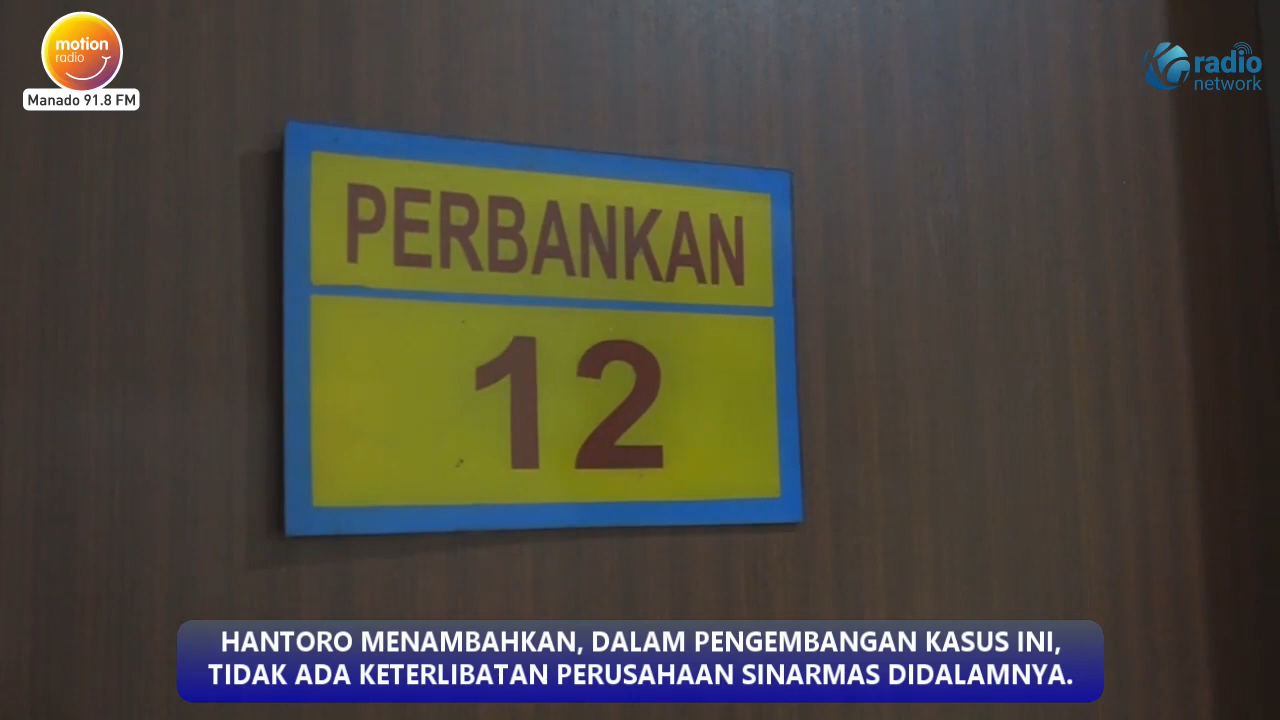 motion
radio
Manado 91.8 FM
radio
network
PERBANKAN
12
HANTORO MENAMBAHKAN, DALAM PENGEMBANGAN KASUS INI,
TIDAK ADA KETERLIBATAN PERUSAHAAN SINARMAS DIDALAMNYA.